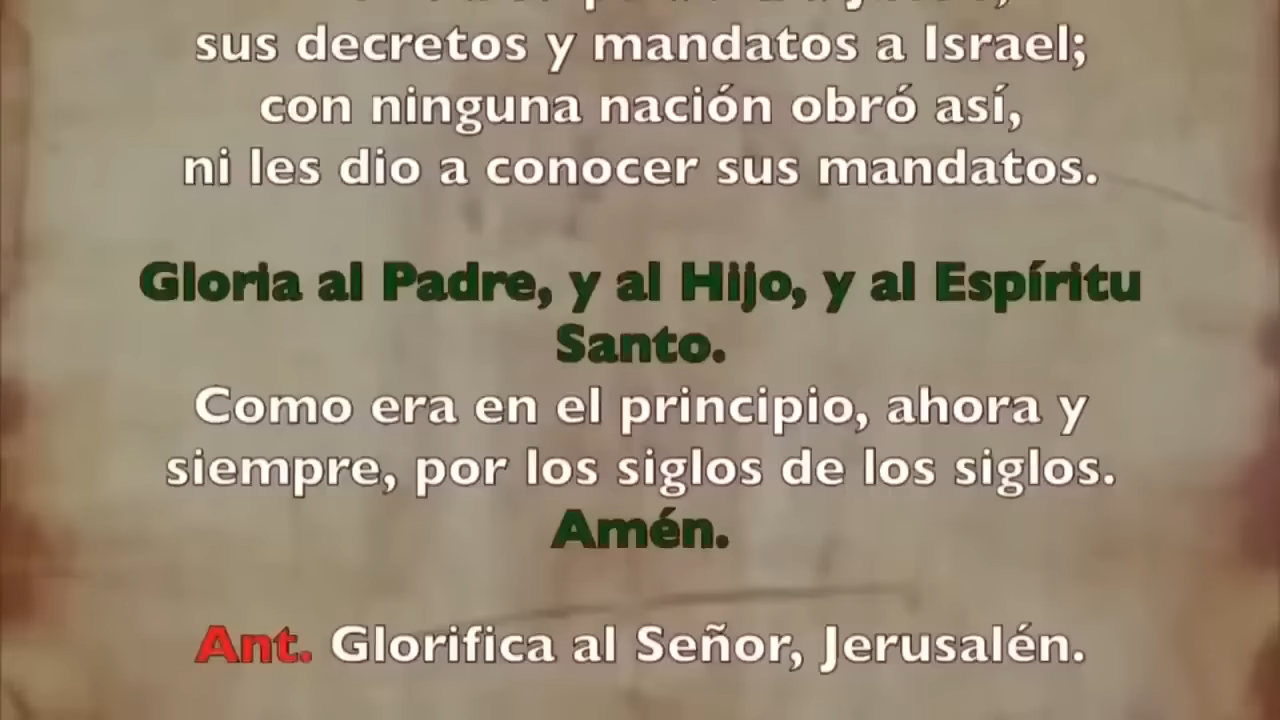 sus decretos y mandatos a Israel;
con ninguna nación obró así,
ni les dio a conocer sus mandatos.
Gloria al Padre, y al Hijo, y al Espíritu
Santo.
Como era en el principio, ahora y
siempre, por los siglos de los siglos.
Amén.
Ant. Glorifica al Señor, Jerusalén.